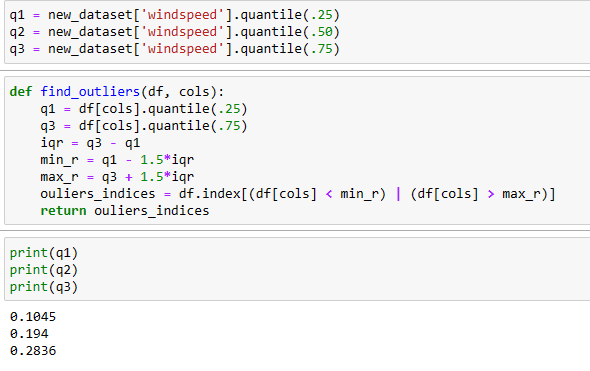 q1 = new_dataset['windspeed'].quantile(.25)
q2 = new_dataset['windspeed'].quantile(.50)
q3 = new_dataset['windspeed'].quantile(.75)
def find_outliers(df, cols):
    q1 = df[cols].quantile(.25)
    q3 = df[cols].quantile(.75)
    iqr = q3 - q1
    min_r = q1 - 1.5*iqr
    max_r = q3 + 1.5*iqr
    ouliers_indices = df.index[(df[cols] < min_r) | (df[cols] > max_r)]
    return ouliers_indices
print(q1)
print(q2)
print(q3)
0.1045
0.194
0.2836